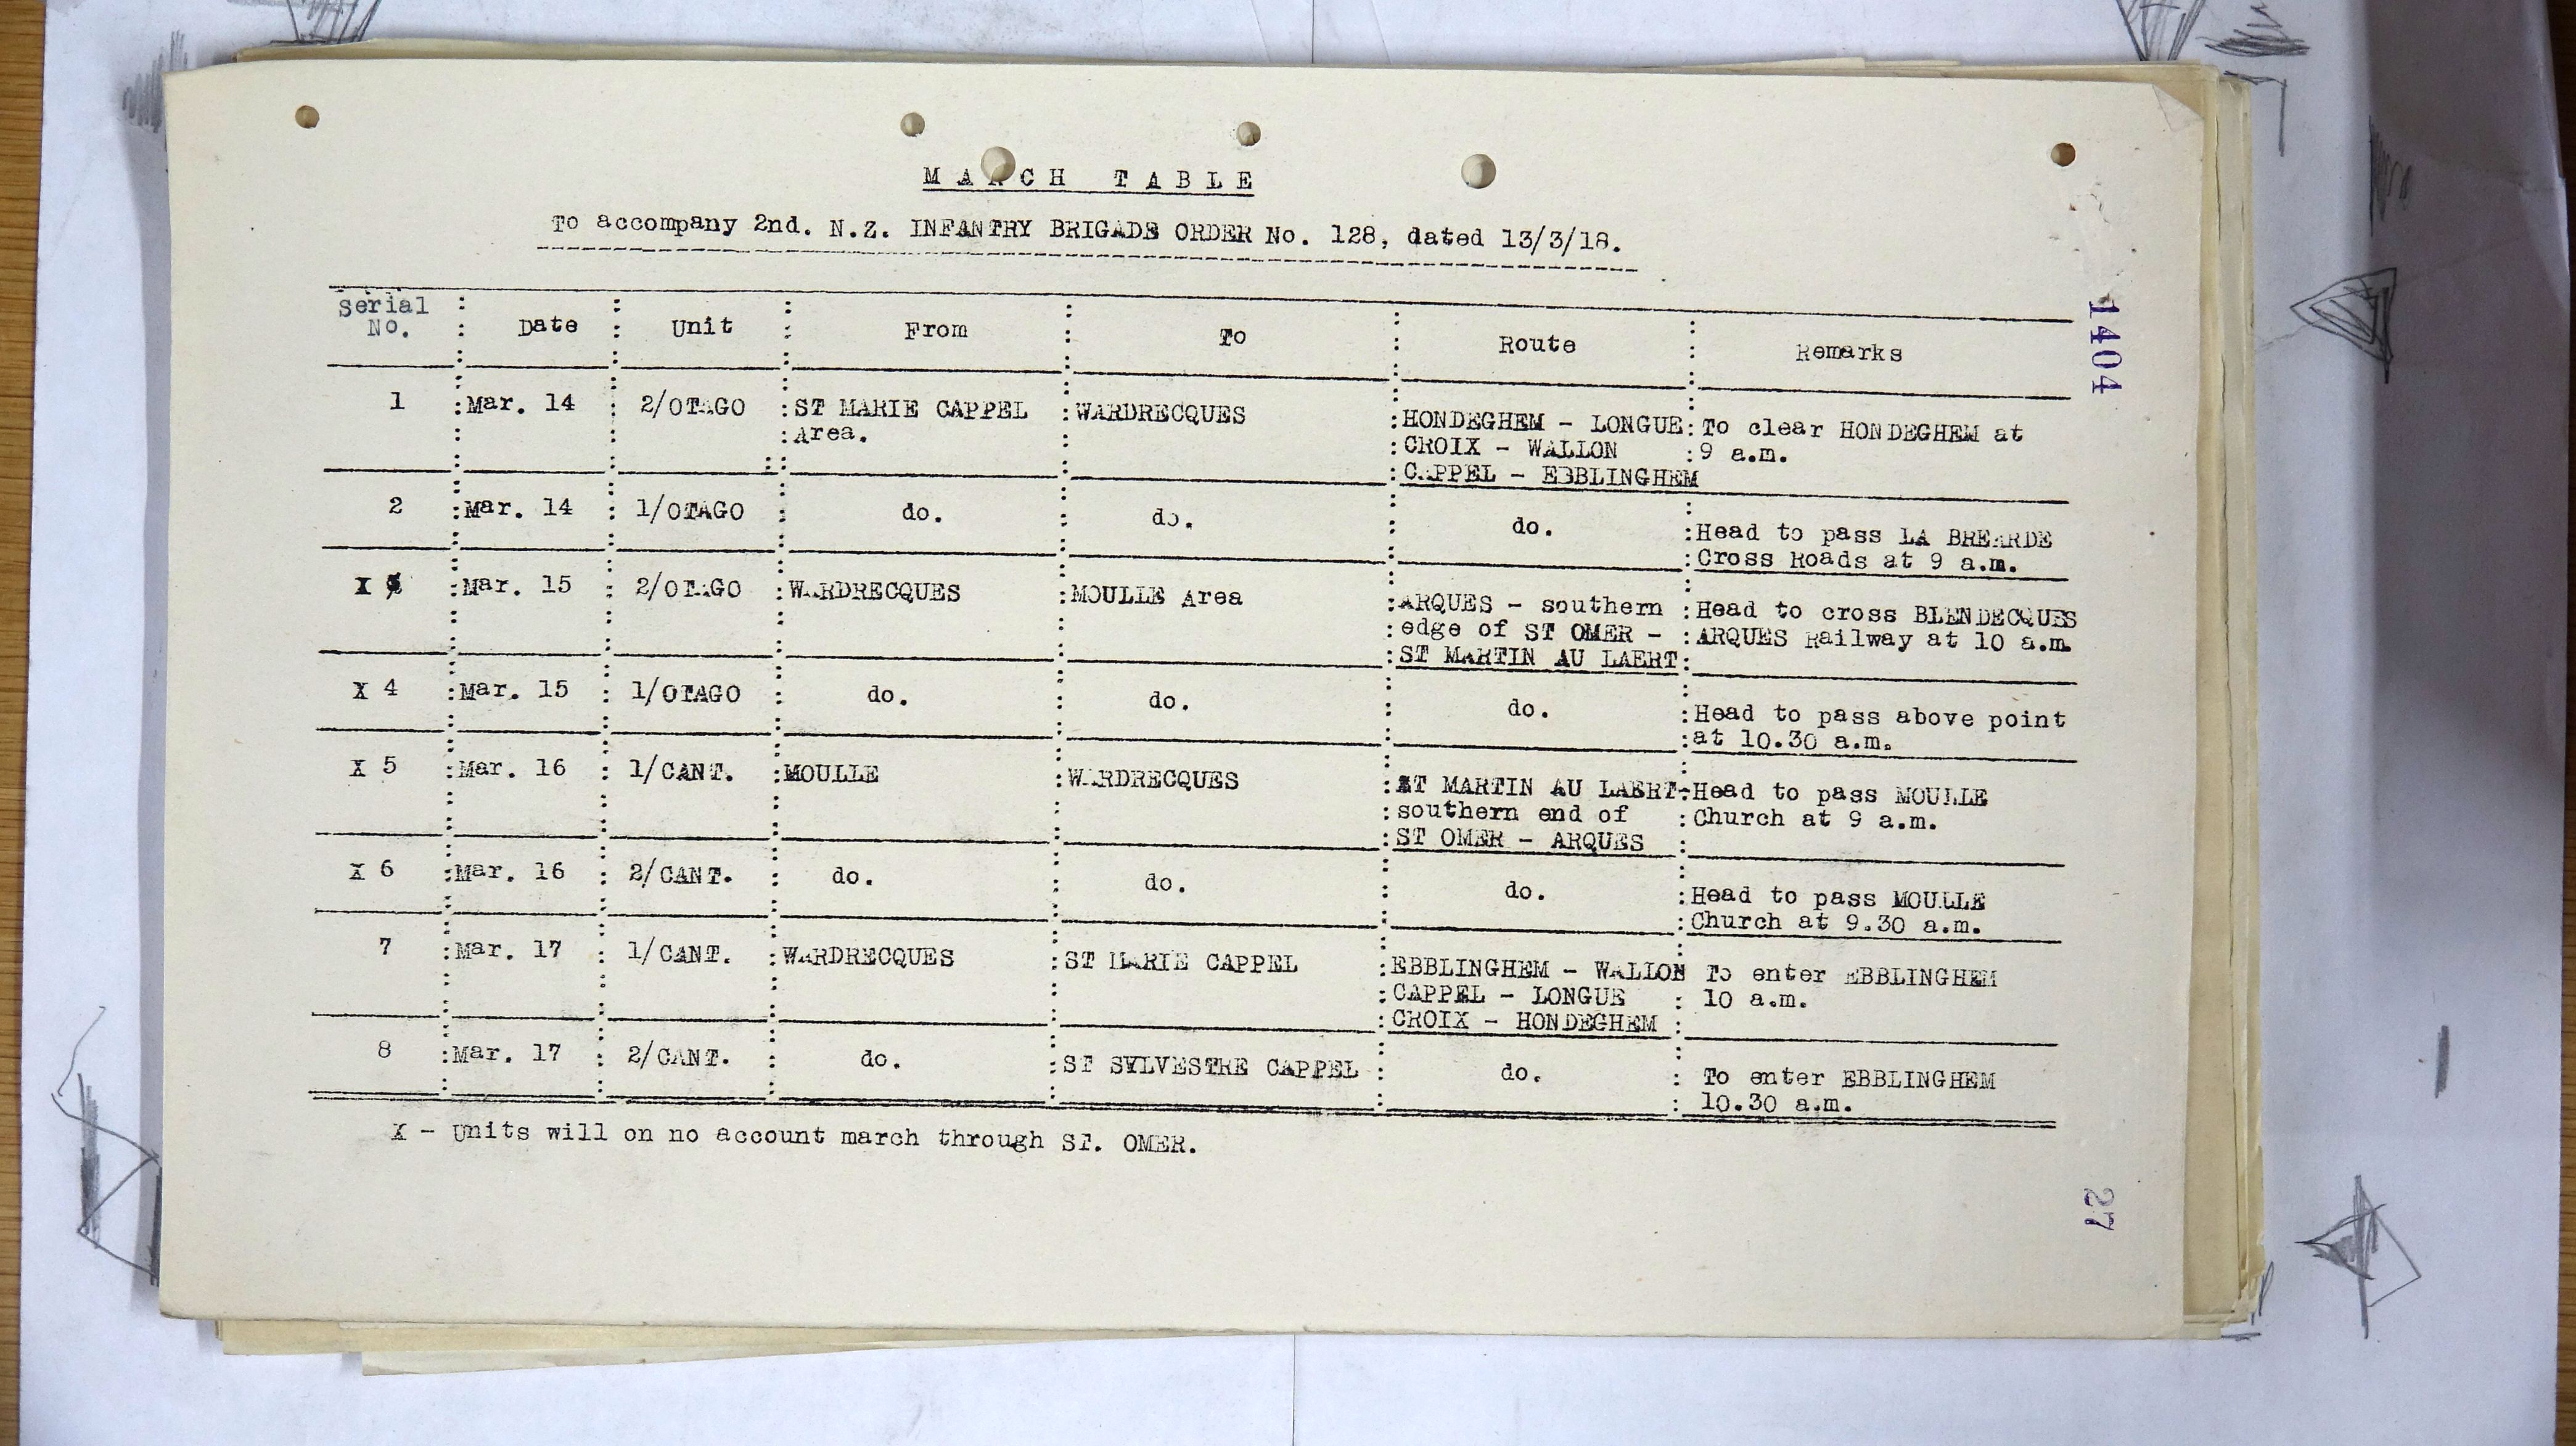 MARCH TABLE
To accompany 2nd. N.Z. INFANTRY BRIGADE ORDER No. 128, dated 13/3/18.
Serial No. : Date : Unit : From : To : Route : Remarks
1 : Mar. 14 : 2/OTAGO : ST MARIE CAPPEL : WARDRECQUES : HONDEGHEM - LONGUE : To clear HONDEGHEM at
: Area. : CROIX - WALLON : 9 a.m.
: CAPPEL - EBBLINGHEM
2 : Mar. 14 : 1/OTAGO : do. : do. : do. : Head to pass LA BREARDE
: Cross Roads at 9 a.m.
X : Mar. 15 : 2/OTAGO : WARDRECQUES : MOULLE Area : ARQUES - southern : Head to cross BLENDECQUES
: edge of ST OMER - : ARQUES Railway at 10 a.m.
: ST MARTIN AU LAERT :
X 4 : Mar. 15 : 1/OTAGO : do. : do. : do. : Head to pass above point
: at 10.30 a.m.
X 5 : Mar. 16 : 1/CANT. : MOULLE : WARDRECQUES : ST MARTIN AU LAERT- : Head to pass MOULLE
: southern end of : Church at 9 a.m.
: ST OMER - ARQUES :
X 6 : Mar. 16 : 2/CANT. : do. : do. : do. : Head to pass MOULLE
: Church at 9.30 a.m.
7 : Mar. 17 : 1/CANT. : WARDRECQUES : ST MARIE CAPPEL : EBBLINGHEM - WALLON To enter EBBLINGHEM
: CAPPEL - LONGUE : 10 a.m.
: CROIX - HONDEGHEM :
8 : Mar. 17 : 2/CANT. : do. : ST SYLVESTRE CAPPEL : do. : To enter EBBLINGHEM
: 10.30 a.m.
X - Units will on no account march through ST. OMER.
1404
27